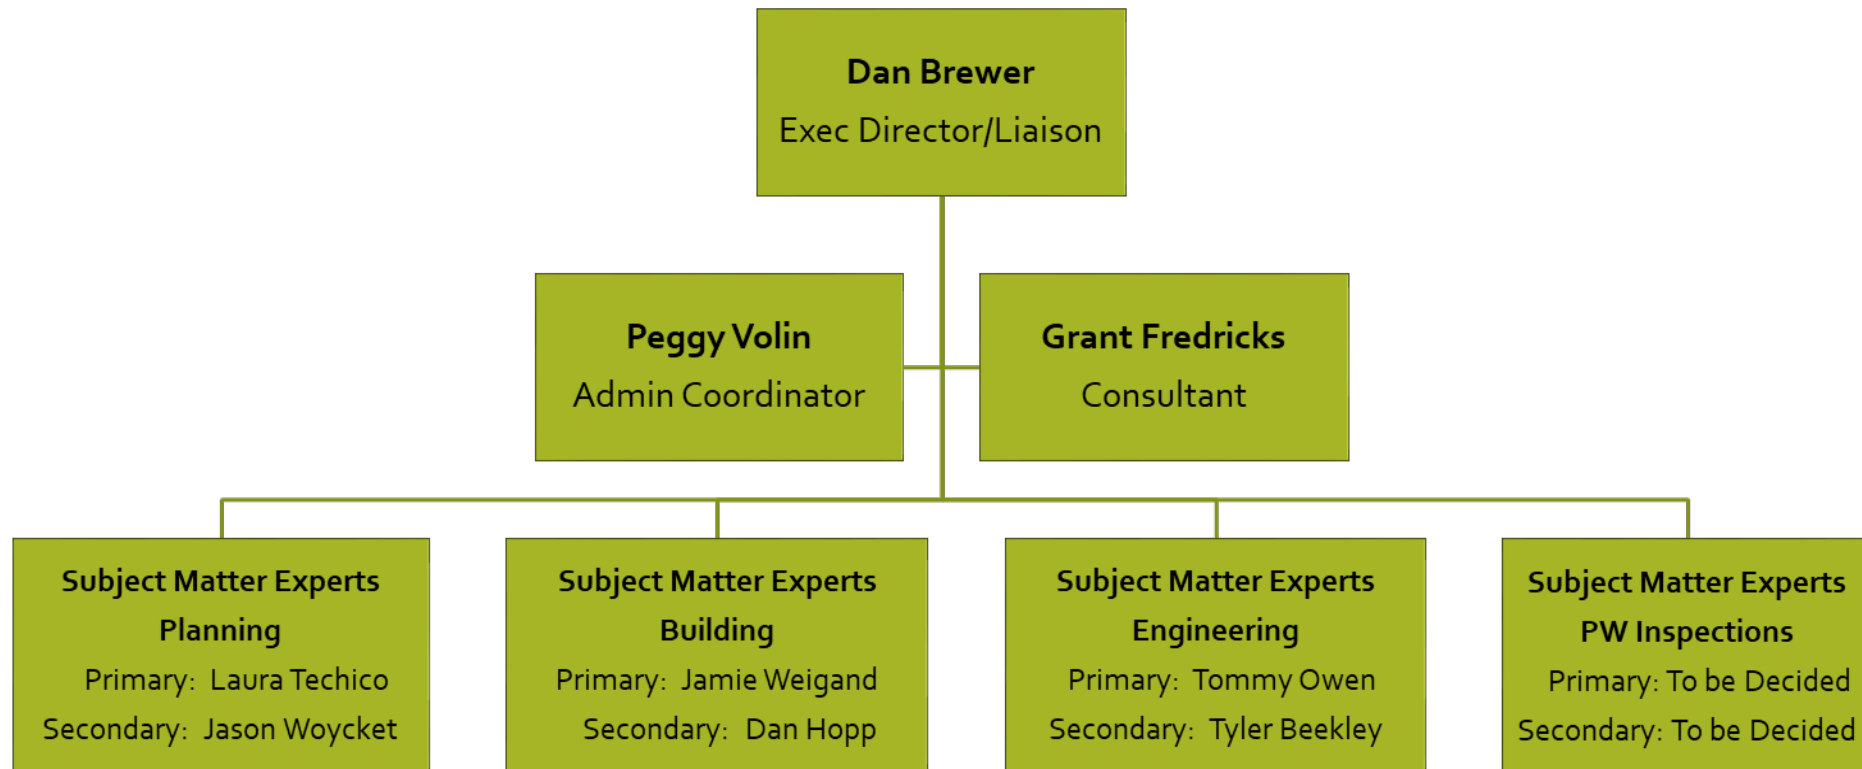 Dan Brewer
Exec Director/Liaison
Peggy Volin
Admin Coordinator
Grant Fredricks
Consultant
Subject Matter Experts
Planning
Primary: Laura Techico
Secondary: Jason Woycket
Subject Matter Experts
Building
Primary: Jamie Weigand
Secondary: Dan Hopp
Subject Matter Experts
Engineering
Primary: Tommy Owen
Secondary: Tyler Beekley
Subject Matter Experts
PW Inspections
Primary: To be Decided
Secondary: To be Decided